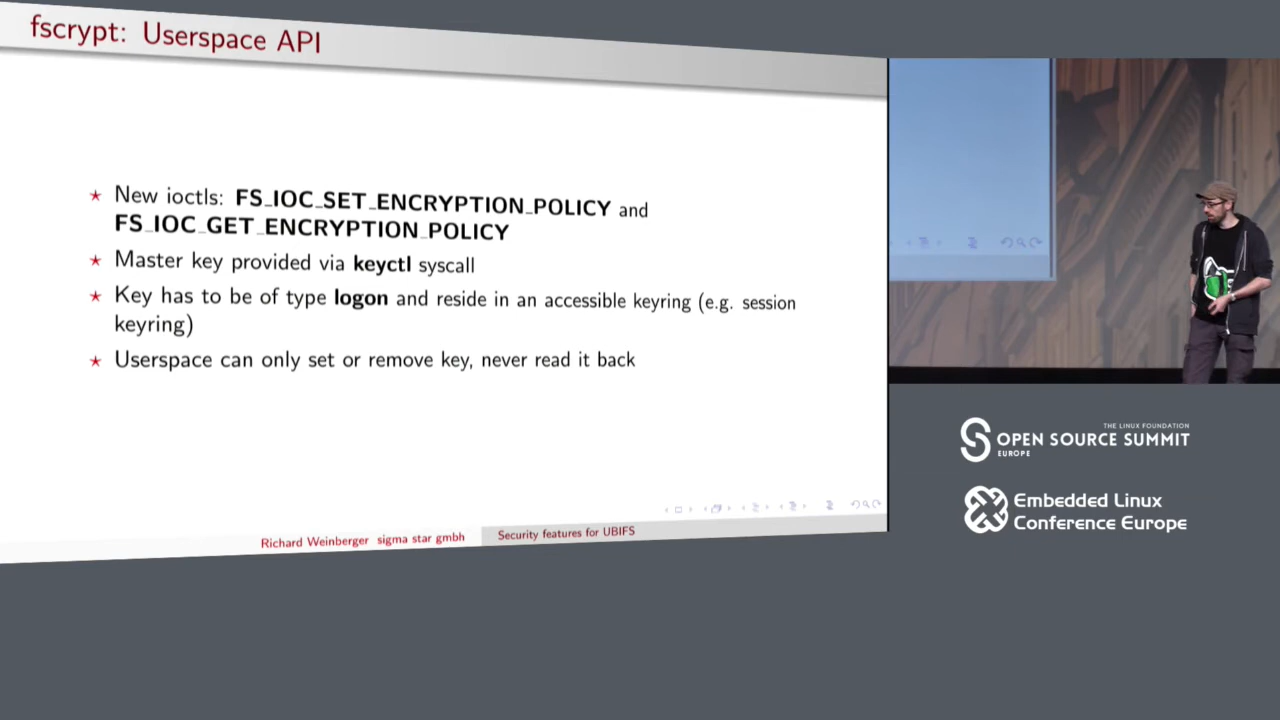 fscrypt: Userspace API
New ioctls: FS_IOC_SET_ENCRYPTION_POLICY and
FS_IOC_GET_ENCRYPTION_POLICY
Master key provided via keyctl syscall
Key has to be of type logon and reside in an accessible keyring (e.g. session
keyring)
Userspace can only set or remove key, never read it back
Richard Weinberger sigma star gmbh
Security features for UBIFS
THE LINUX FOUNDATION
OPEN SOURCE SUMMIT
EUROPE
Embedded Linux
Conference Europe